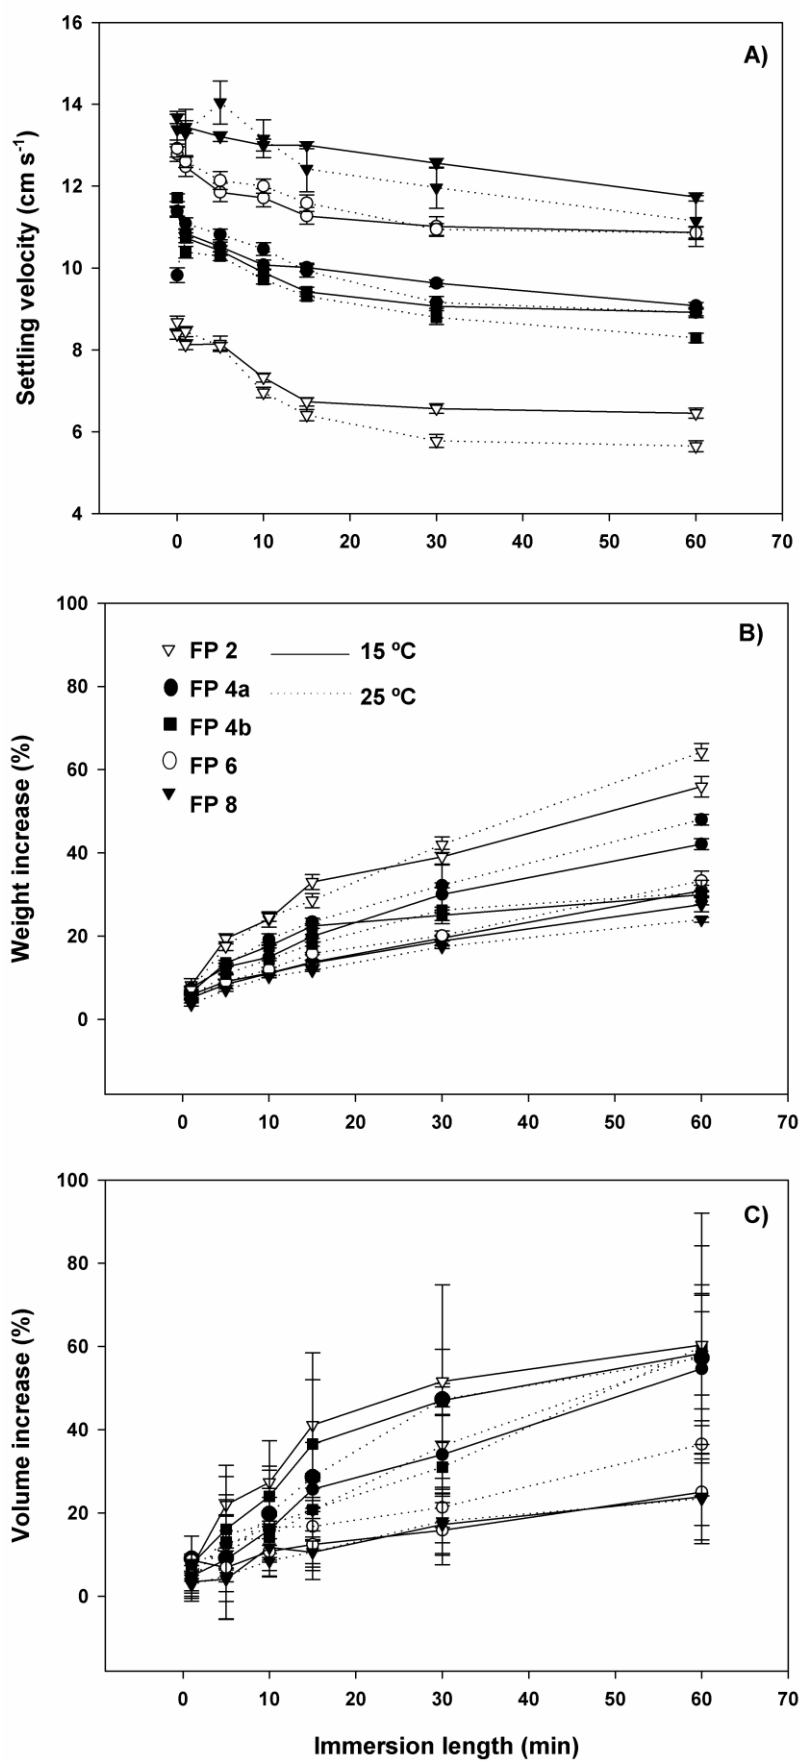 16
A)
14
12
10
8
6
4
Settling velocity (cm s-1)
0 10 20 30 40 50 60 70
100
B)
FP 2 15 ºC
80
FP 4a 25 ºC
FP 4b
FP 6
60
FP 8
40
20
0
Weight increase (%)
0 10 20 30 40 50 60 70
100
C)
80
60
40
20
0
Volume increase (%)
0 10 20 30 40 50 60 70
Immersion length (min)